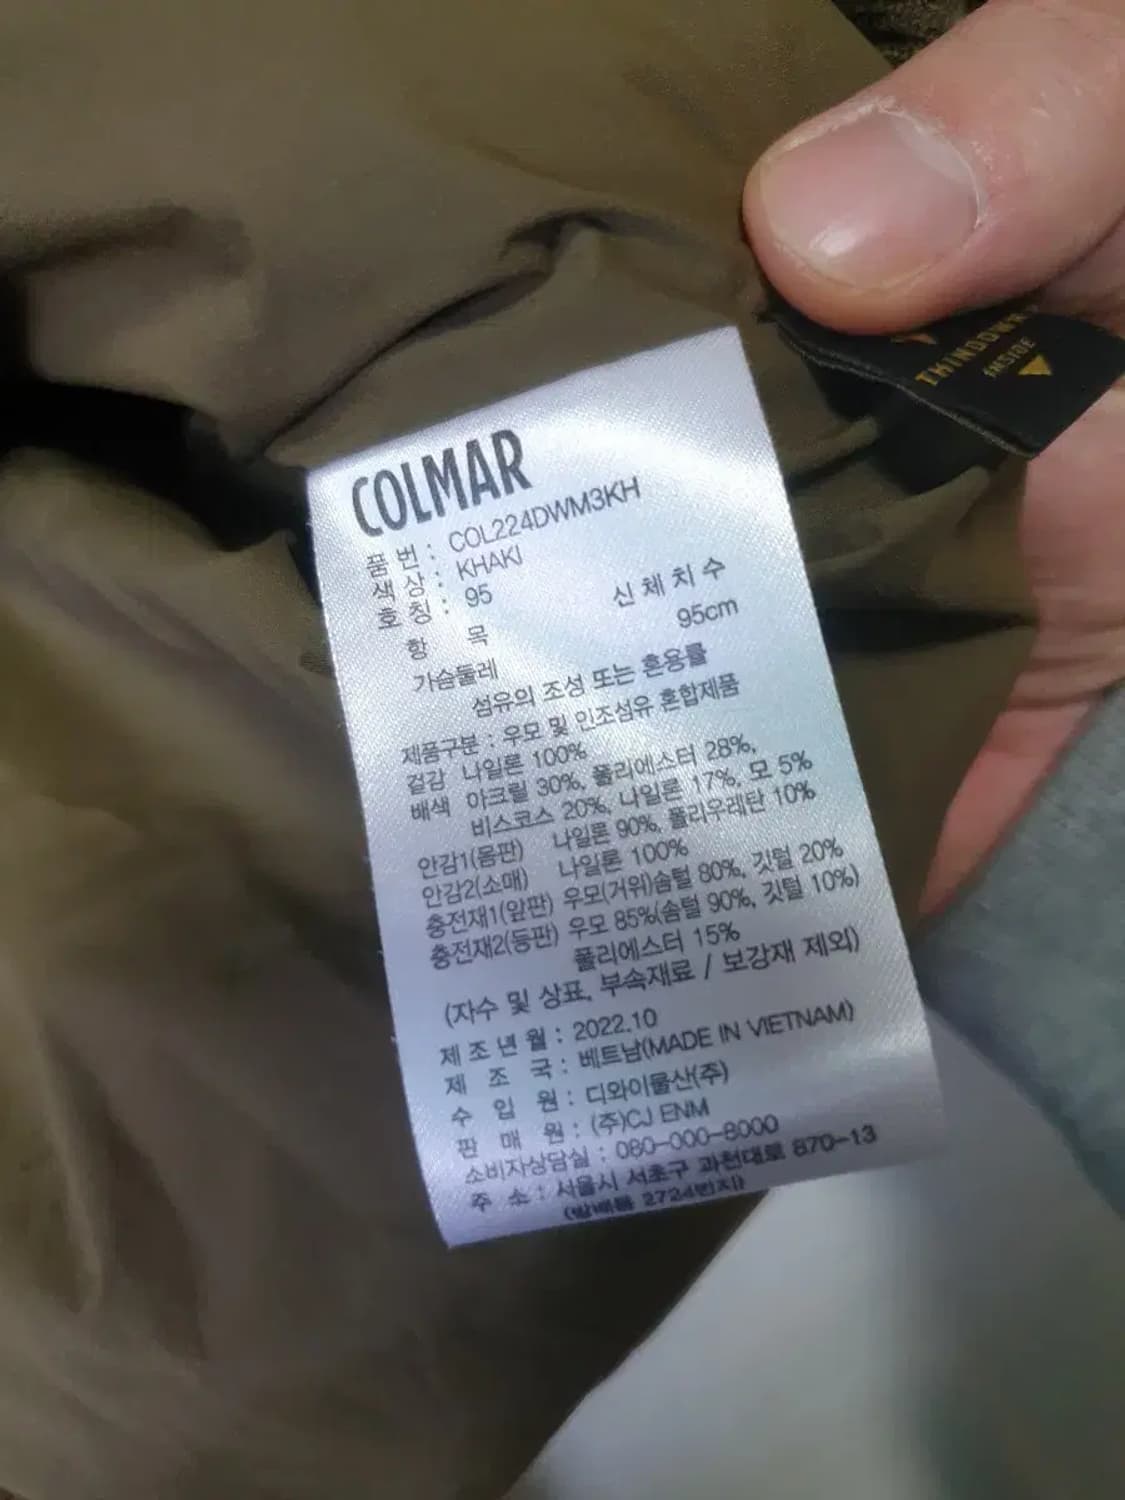 THINDOWN
INSIDE
COLMAR
품 번 : COL224DWM3KH
색 상 : KHAKI
호 칭 : 95
항 목 신 체 치 수
가슴둘레 95cm
섬유의 조성 또는 혼용률
제품구분 : 우모 및 인조섬유 혼합제품
겉감 나일론 100%
배색 아크릴 30%, 폴리에스터 28%,
비스코스 20%, 나일론 17%, 모 5%
안감1(몸판) 나일론 90%, 폴리우레탄 10%
안감2(소매) 나일론 100%
충전재1(앞판) 우모(거위)솜털 80%, 깃털 20%
충전재2(등판) 우모 85%(솜털 90%, 깃털 10%)
폴리에스터 15%
(자수 및 상표, 부속재료 / 보강재 제외)
제 조 년 월 : 2022.10
제 조 국 : 베트남(MADE IN VIETNAM)
수 입 원 : 디와이물산(주)
판 매 원 : (주)CJ ENM
소비자상담실 : 080-000-8000
주 소 : 서울시 서초구 과천대로 870-13
(방배동 2724번지)